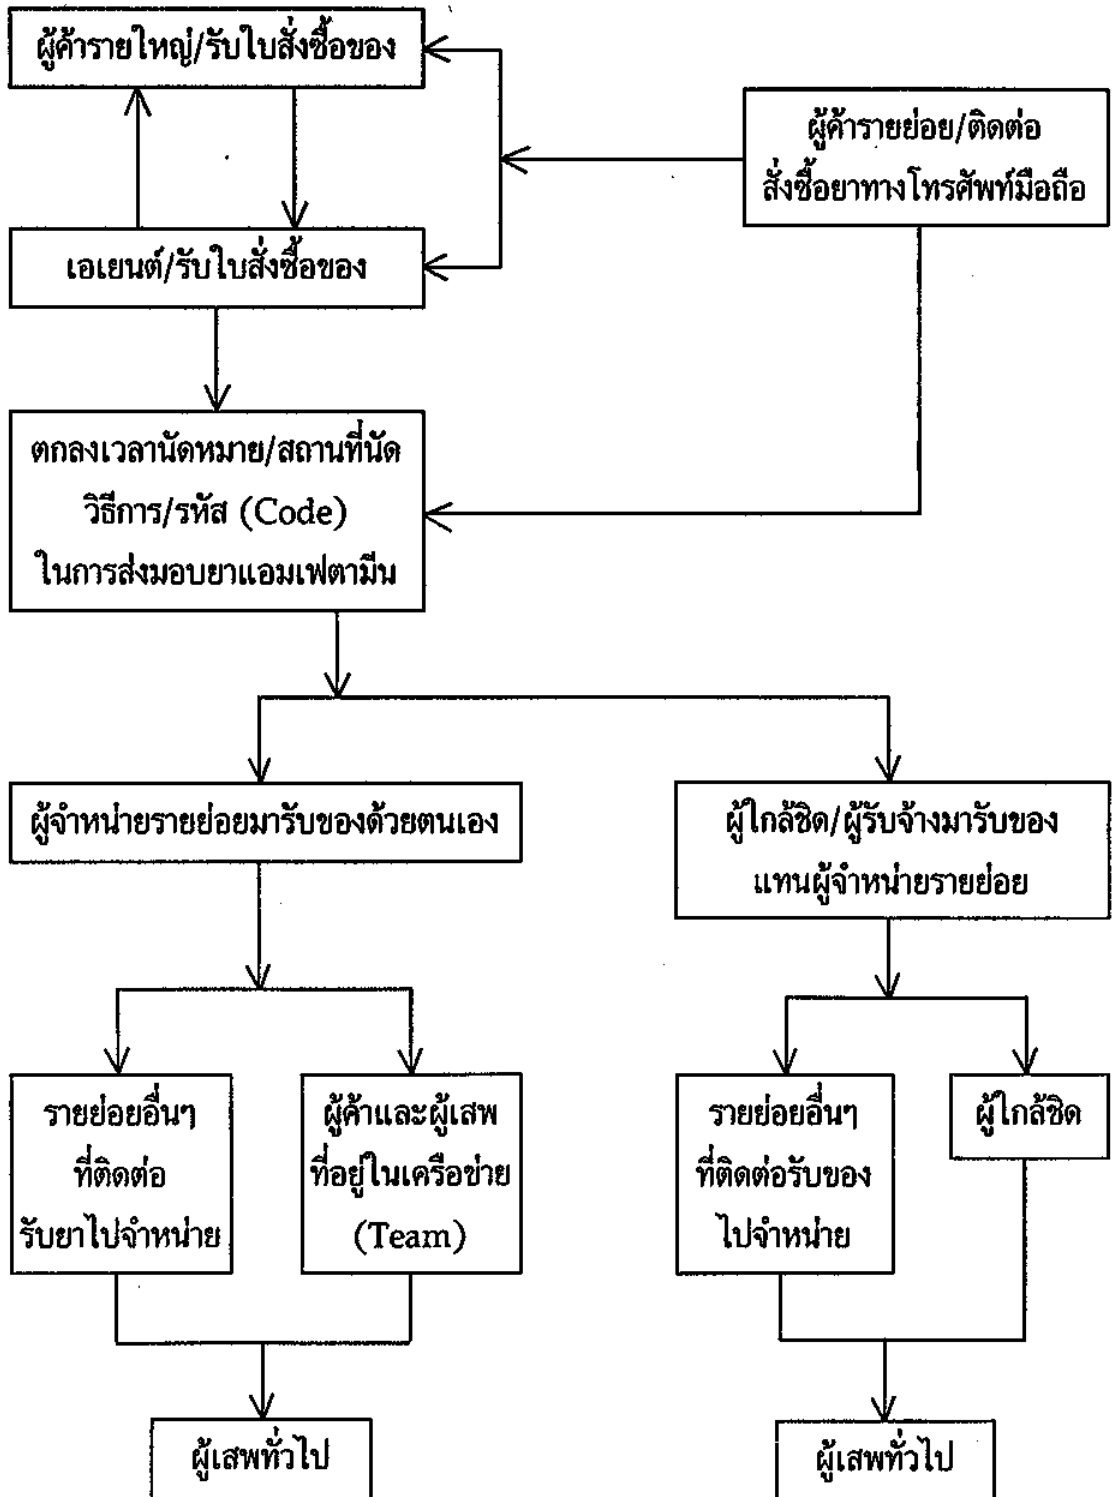 ผู้ค้ารายใหญ่/รับใบสั่งซื้อของ
ผู้ค้ารายย่อย/ติดต่อ
สั่งซื้อยาทางโทรศัพท์มือถือ
เอเยนต์/รับใบสั่งซื้อของ
ตกลงเวลานัดหมาย/สถานที่นัด
วิธีการ/รหัส (Code)
ในการส่งมอบยาแอมเฟตามีน
ผู้จำหน่ายรายย่อยมารับของด้วยตนเอง
ผู้ใกล้ชิด/ผู้รับจ้างมารับของ
แทนผู้จำหน่ายรายย่อย
รายย่อยอื่นๆ
ที่ติดต่อ
รับยาไปจำหน่าย
ผู้ค้าและผู้เสพ
ที่อยู่ในเครือข่าย
(Team)
รายย่อยอื่นๆ
ที่ติดต่อรับของ
ไปจำหน่าย
ผู้ใกล้ชิด
ผู้เสพทั่วไป
ผู้เสพทั่วไป